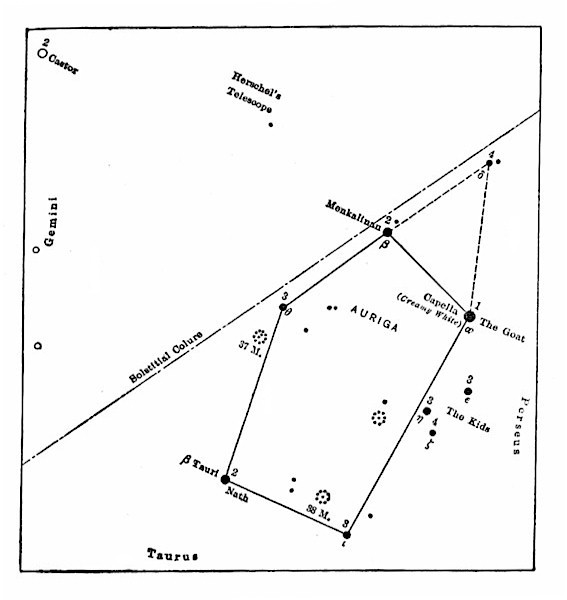 2
Castor
Herschel's
Telescope
4
δ
Menkalinan
2
β
Gemini
Capella
(Creamy White)
1
α
The Goat
3
θ
AURIGA
37 M.
Solstitial Colure
3
ε
3
η
The Kids
4
ζ
Perseus
β Tauri
2
Nath
38 M.
3
ι
Taurus